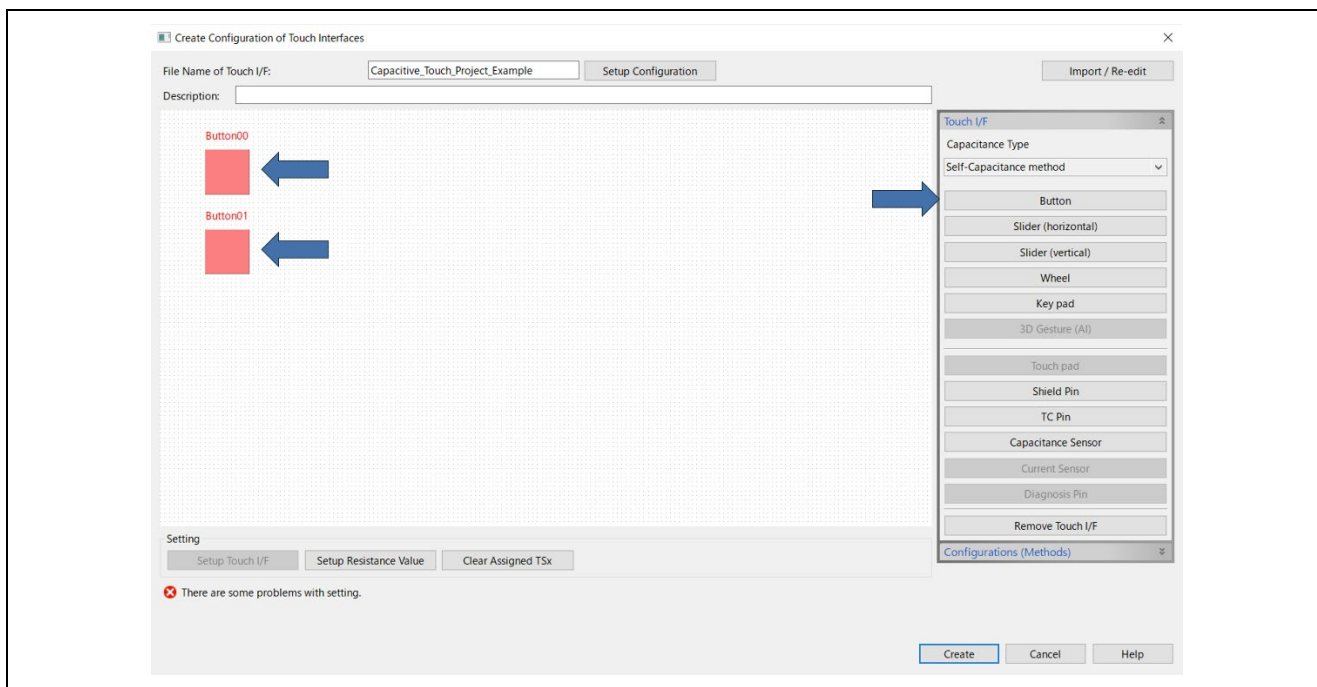 Create Configuration of Touch Interfaces
File Name of Touch I/F: Capacitive_Touch_Project_Example Setup Configuration Import / Re-edit
Description:
Button00
Button01
Touch I/F
Capacitance Type
Self-Capacitance method
Button
Slider (horizontal)
Slider (vertical)
Wheel
Key pad
3D Gesture (AI)
Touch pad
Shield Pin
TC Pin
Capacitance Sensor
Current Sensor
Diagnosis Pin
Remove Touch I/F
Configurations (Methods)
Setting
Setup Touch I/F Setup Resistance Value Clear Assigned TSx
There are some problems with setting.
Create Cancel Help